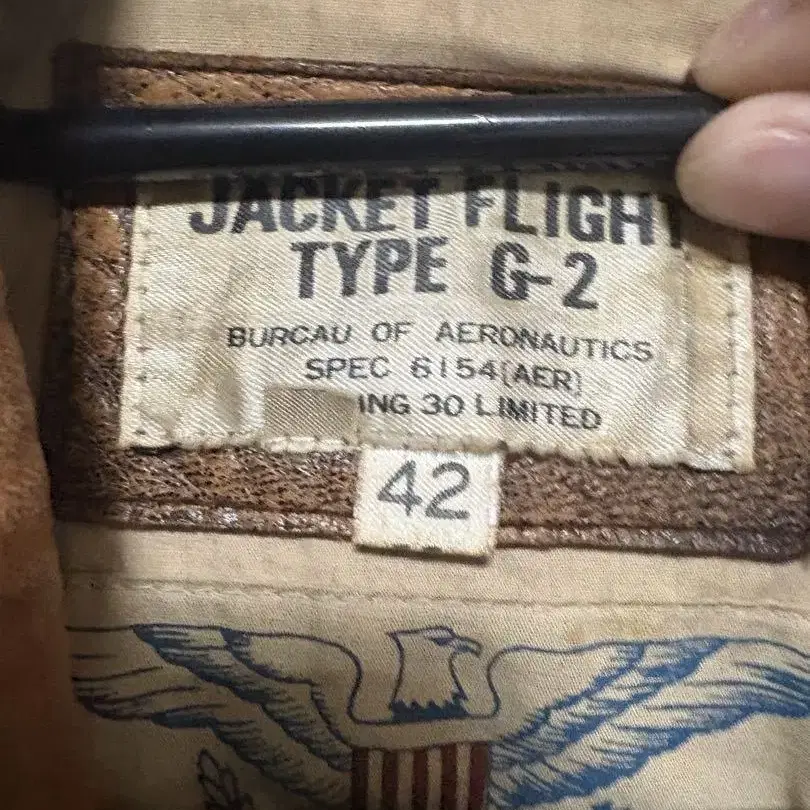 JACKET FLIGHT
TYPE G-2
BURCAU OF AERONAUTICS
SPEC 6154(AER)
ING 30 LIMITED
42